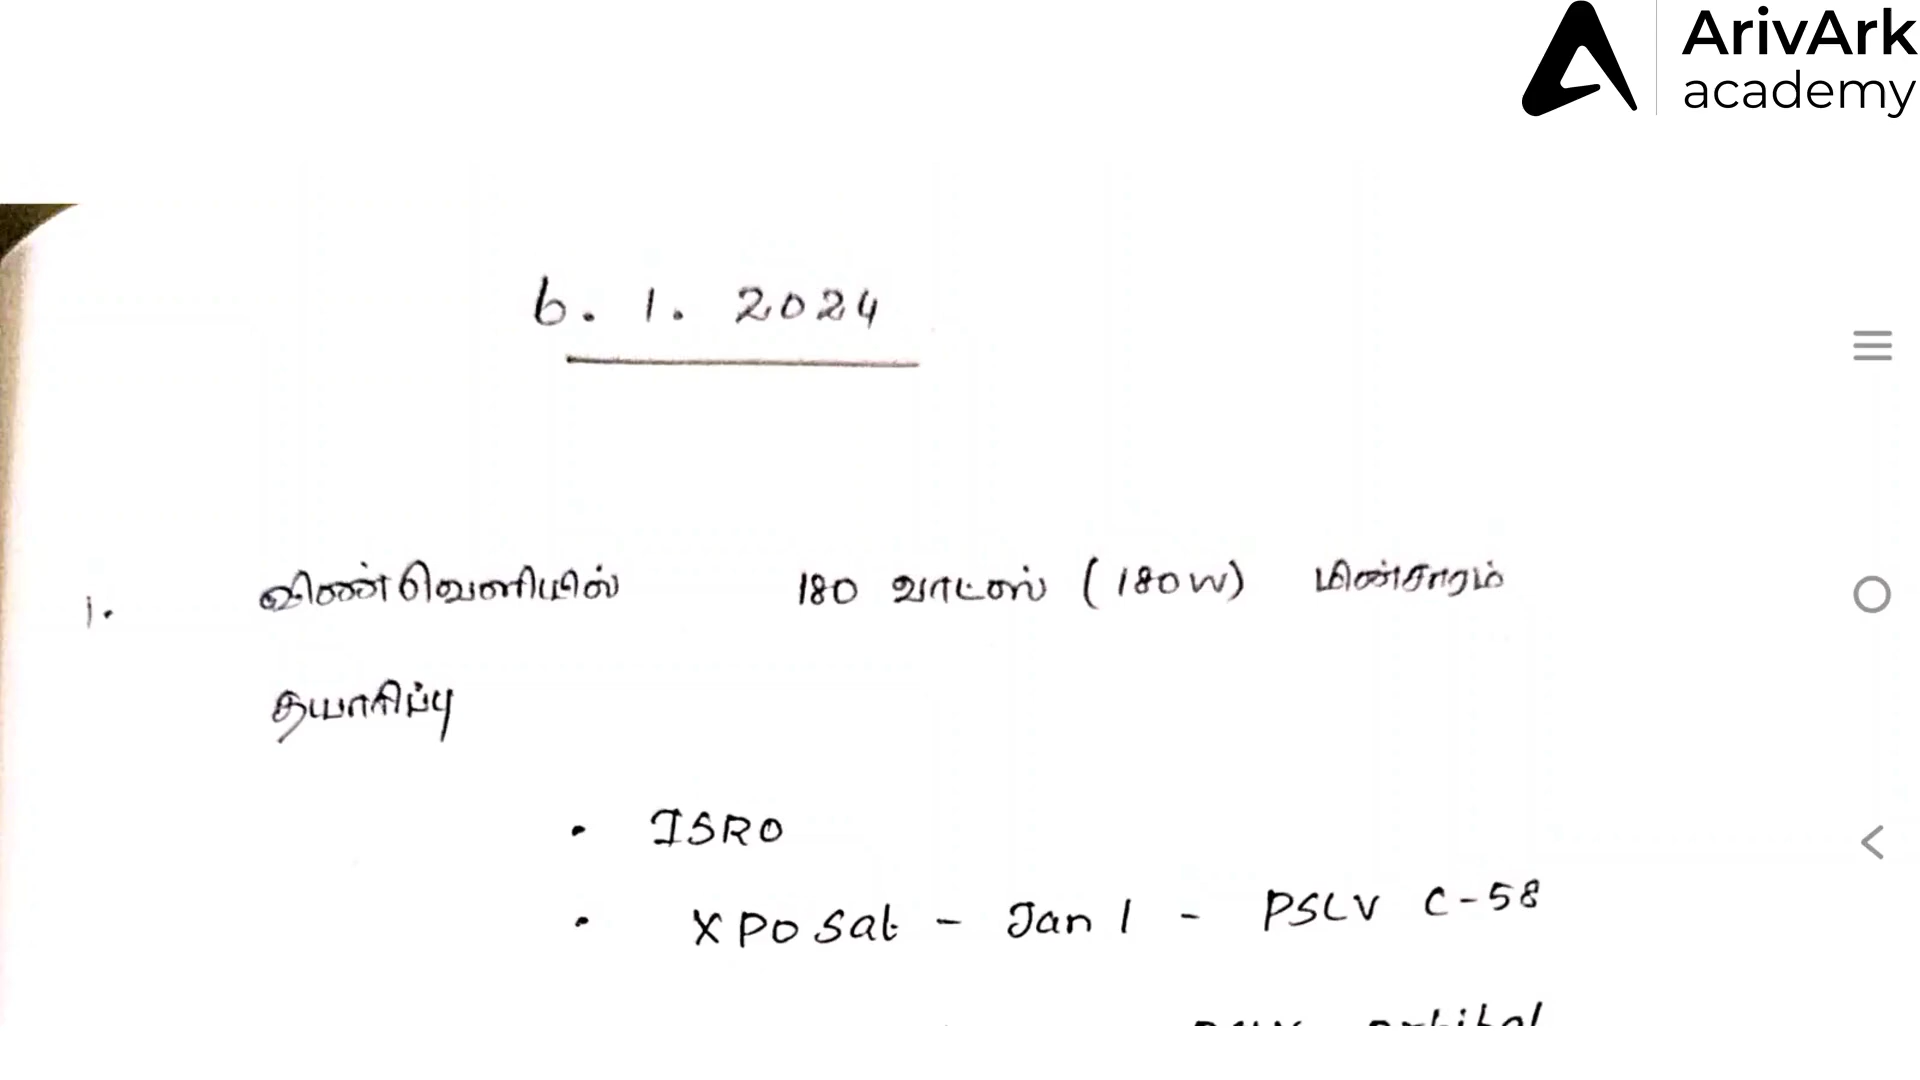 ArivArk
academy
6. 1. 2024
1. விண்வெளியில் 180 வாட்ஸ் (180W) மின்சாரம்
தயாரிப்பு
• ISRO
• XPOSat - Jan 1 - PSLV C-58